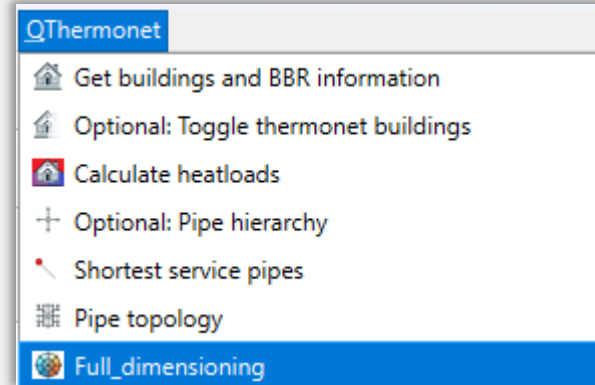 QThermonet
Get buildings and BBR information
Optional: Toggle thermonet buildings
Calculate heatloads
Optional: Pipe hierarchy
Shortest service pipes
Pipe topology
Full_dimensioning